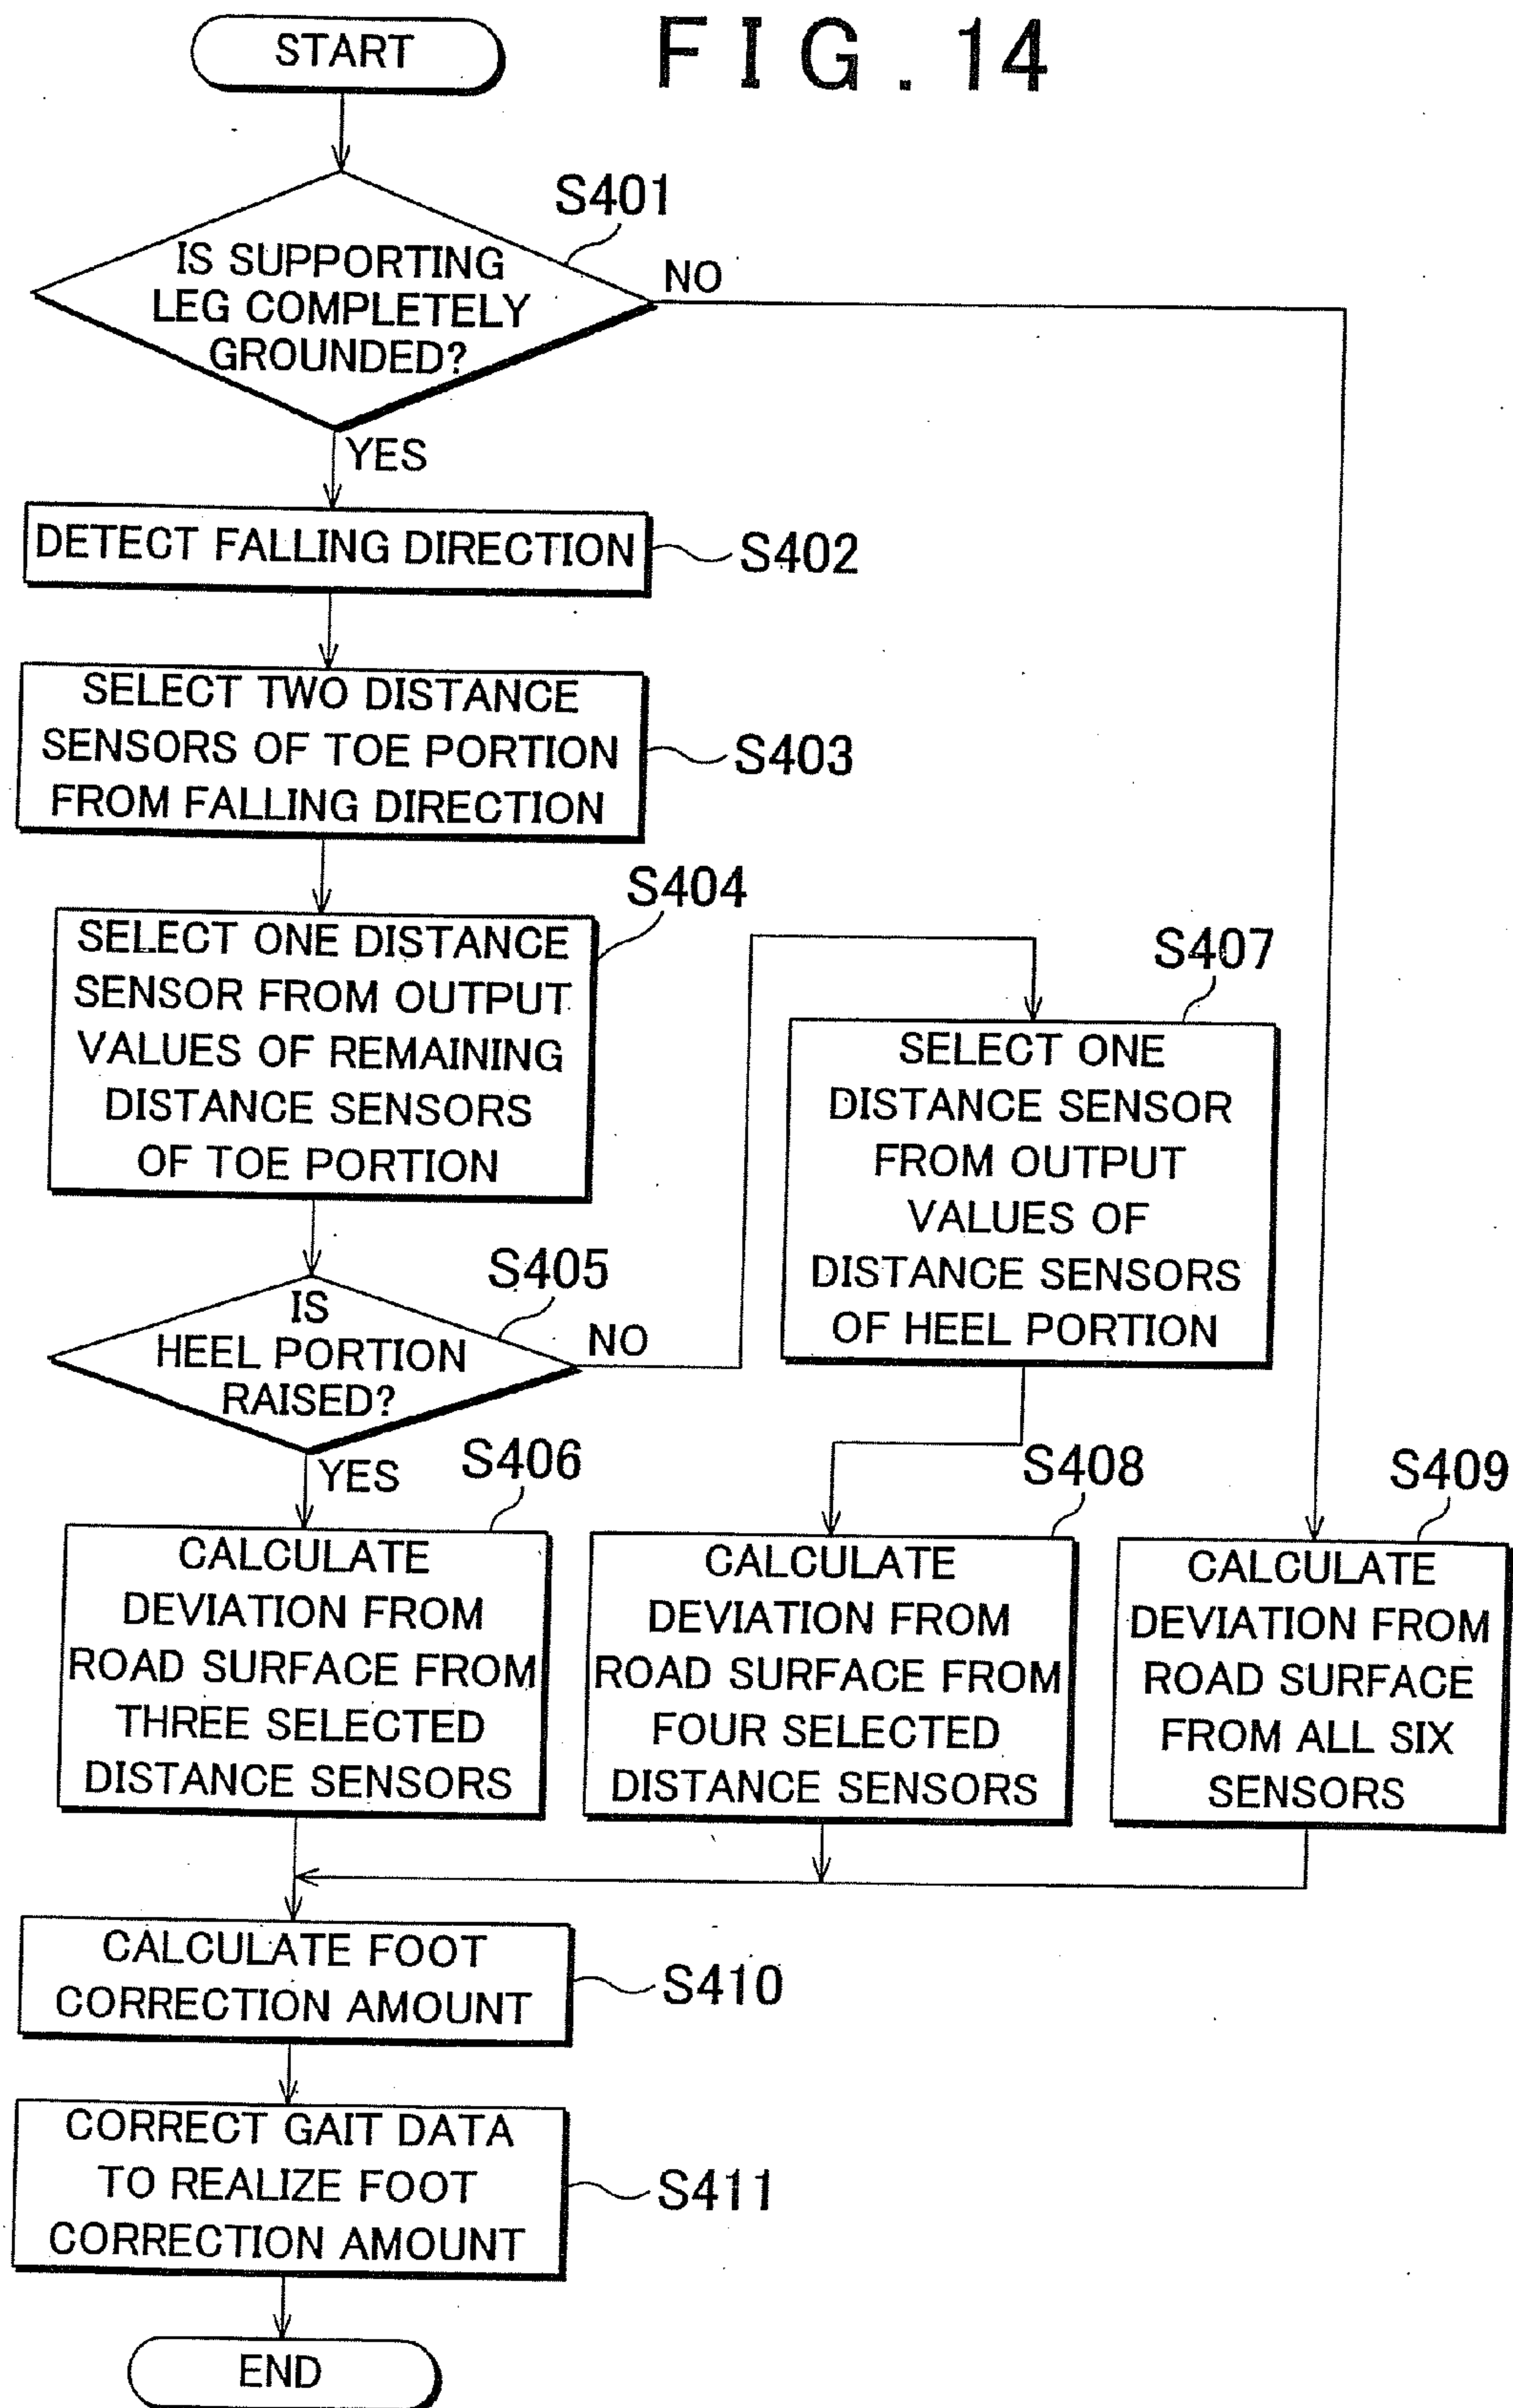 START
FIG. 14
S401
IS SUPPORTING
LEG COMPLETELY
GROUNDED?
NO
YES
DETECT FALLING DIRECTION
S402
SELECT TWO DISTANCE
SENSORS OF TOE PORTION
FROM FALLING DIRECTION
S403
S404
SELECT ONE DISTANCE
SENSOR FROM OUTPUT
VALUES OF REMAINING
DISTANCE SENSORS
OF TOE PORTION
S405
IS
HEEL PORTION
RAISED?
NO
YES
S407
SELECT ONE
DISTANCE SENSOR
FROM OUTPUT
VALUES OF
DISTANCE SENSORS
OF HEEL PORTION
S406
CALCULATE
DEVIATION FROM
ROAD SURFACE FROM
THREE SELECTED
DISTANCE SENSORS
S408
CALCULATE
DEVIATION FROM
ROAD SURFACE FROM
FOUR SELECTED
DISTANCE SENSORS
S409
CALCULATE
DEVIATION FROM
ROAD SURFACE
FROM ALL SIX
SENSORS
CALCULATE FOOT
CORRECTION AMOUNT
S410
CORRECT GAIT DATA
TO REALIZE FOOT
CORRECTION AMOUNT
S411
END